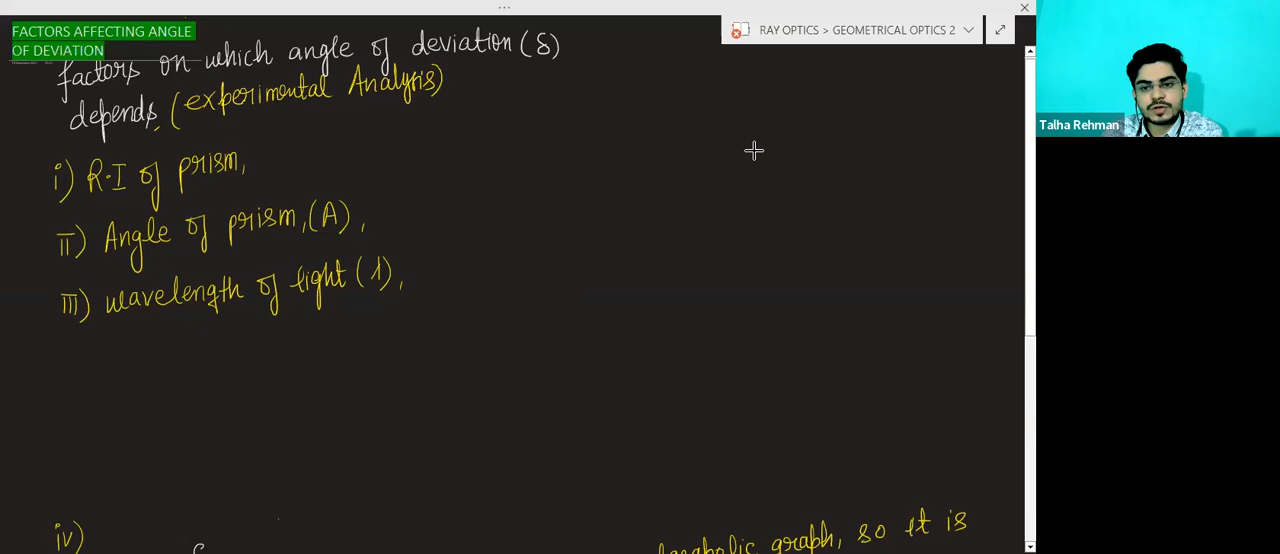 FACTORS AFFECTING ANGLE
OF DEVIATION
RAY OPTICS > GEOMETRICAL OPTICS 2
Talha Rehman
factors on which angle of deviation (δ)
depends. (experimental Analysis)
i) R.I of prism,
II) Angle of prism, (A),
III) wavelength of light (λ),
iv)
parabolic graph, so it is